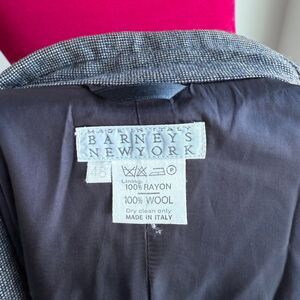 MADE IN ITALY
BARNEYS
NEW YORK
46
P
Lining
100% RAYON
100% WOOL
Dry clean only
MADE IN ITALY